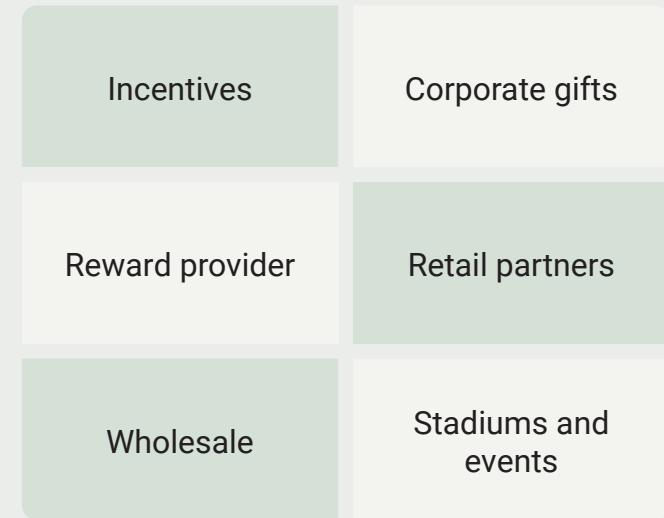 Incentives
Corporate gifts
Reward provider
Retail partners
Wholesale
Stadiums and
events